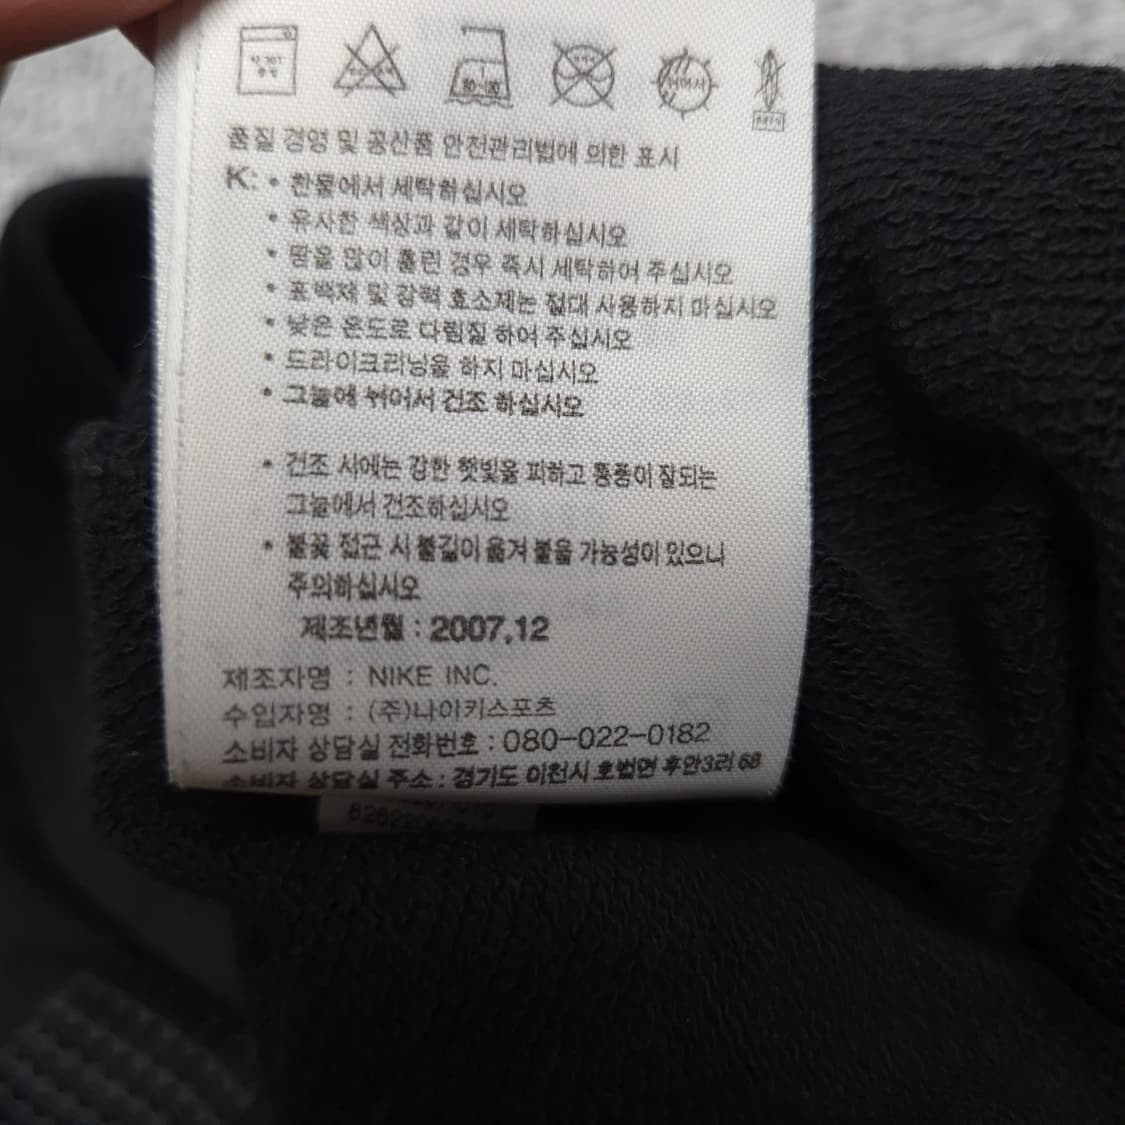 80~120
품질 경영 및 공산품 안전관리법에 의한 표시
K: • 찬물에서 세탁하십시오
• 유사한 색상과 같이 세탁하십시오
• 땀을 많이 흘린 경우 즉시 세탁하여 주십시오
• 표백제 및 강력 효소제는 절대 사용하지 마십시오
• 낮은 온도로 다림질 하여 주십시오
• 드라이크리닝을 하지 마십시오
• 그늘에 뉘어서 건조 하십시오
• 건조 시에는 강한 햇빛을 피하고 통풍이 잘되는
그늘에서 건조하십시오
• 불꽃 접근 시 불길이 옮겨 붙을 가능성이 있으니
주의하십시오
제조년월 : 2007.12
제조자명 : NIKE INC.
수입자명 : (주)나이키스포츠
소비자 상담실 전화번호 : 080-022-0182
소비자 상담실 주소 : 경기도 이천시 호법면 후안3리 68